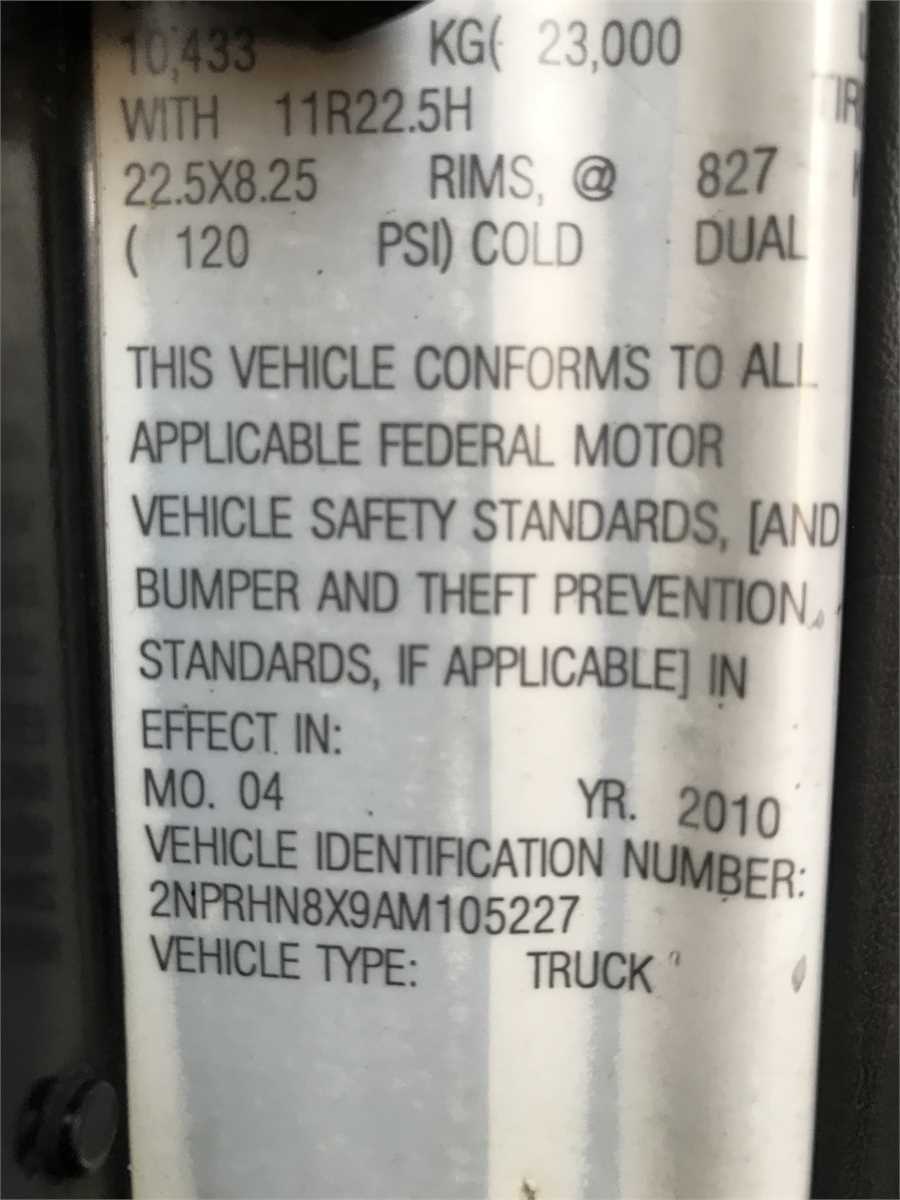 10,433 KG( 23,000
WITH 11R22.5H TIR
22.5X8.25 RIMS, @ 827
( 120 PSI) COLD DUAL
THIS VEHICLE CONFORMS TO ALL
APPLICABLE FEDERAL MOTOR
VEHICLE SAFETY STANDARDS, [AND
BUMPER AND THEFT PREVENTION
STANDARDS, IF APPLICABLE] IN
EFFECT IN:
MO. 04 YR. 2010
VEHICLE IDENTIFICATION NUMBER:
2NPRHN8X9AM105227
VEHICLE TYPE: TRUCK